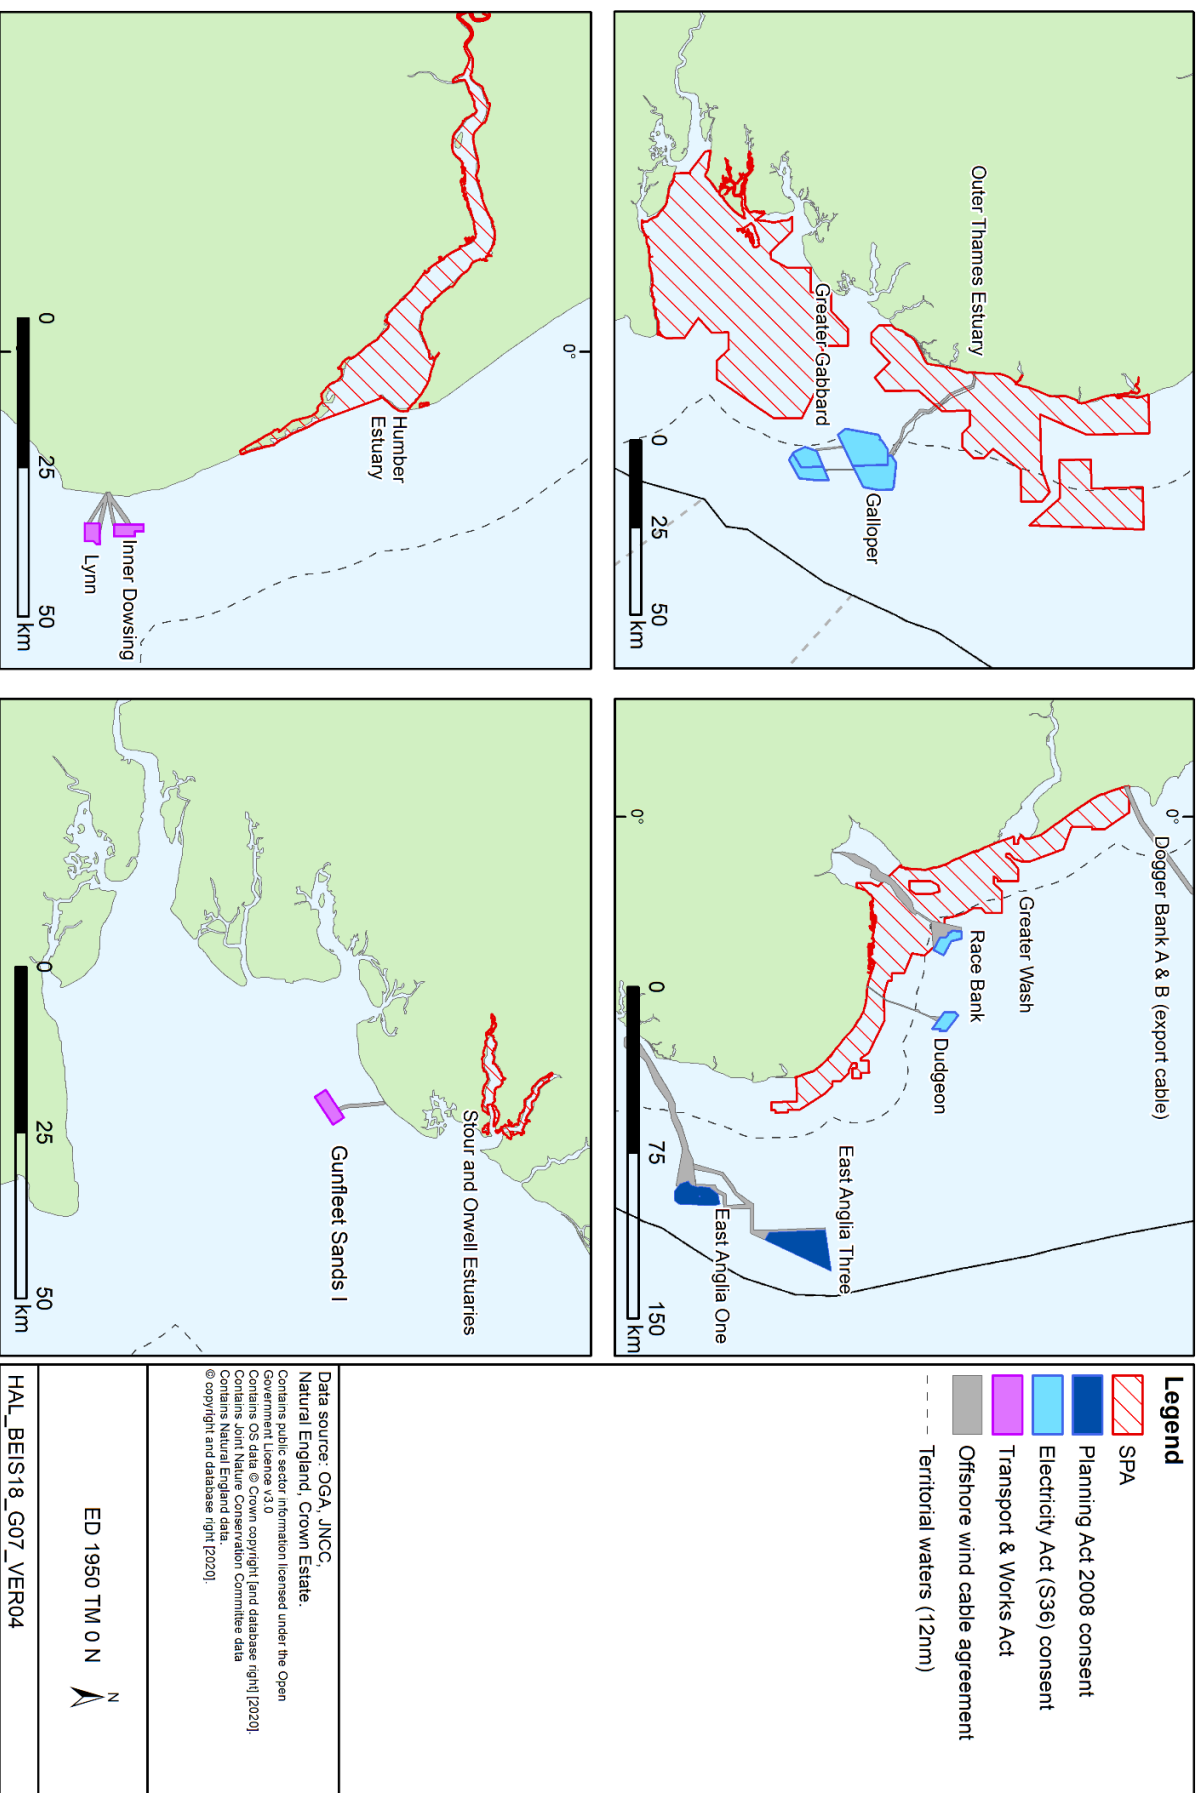 Outer Thames Estuary
Greater Gabbard
Galloper
0
25
50
km
0°
0°
Dogger Bank A & B (export cable)
Greater Wash
Race Bank
Dudgeon
East Anglia Three
East Anglia One
0
75
150
km
0°
Humber
Estuary
Inner Dowsing
Lynn
0
25
50
km
Stour and Orwell Estuaries
Gunfleet Sands I
0
25
50
km
Legend
SPA
Planning Act 2008 consent
Electricity Act (S36) consent
Transport & Works Act
Offshore wind cable agreement
Territorial waters (12nm)
Data source: OGA, JNCC,
Natural England, Crown Estate.
Contains public sector information licensed under the Open
Government Licence v3.0
Contains OS data © Crown copyright [and database right] [2020].
Contains Joint Nature Conservation Committee data
Contains Natural England data.
© copyright and database right [2020].
ED 1950 TM 0 N
N
HAL_BEIS18_G07_VER04